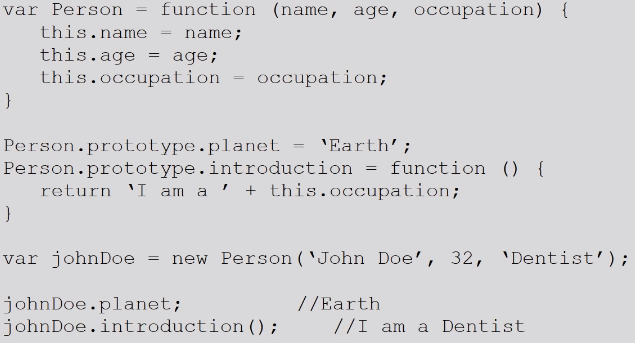 var Person = function (name, age, occupation) {
this.name = name;
this.age = age;
this.occupation = occupation;
}
Person.prototype.planet = ‘Earth’;
Person.prototype.introduction = function () {
return ‘I am a ’ + this.occupation;
}
var johnDoe = new Person(‘John Doe’, 32, ‘Dentist’);
johnDoe.planet; //Earth
johnDoe.introduction(); //I am a Dentist